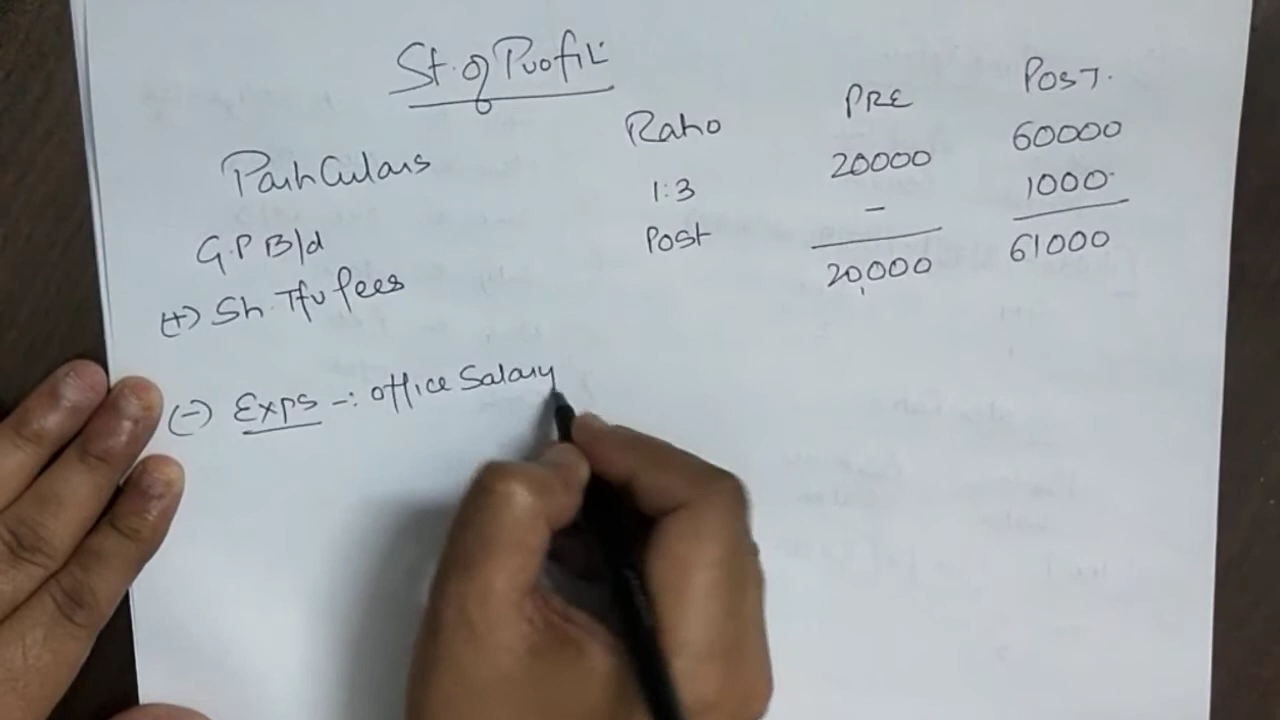 St. of Profit
Particulars Ratio PRE POST.
G.P B/d 1:3 20000 60000
(+) Sh. Tfr fees Post – 1000
20,000 61000
(-) Exps -: office Salary